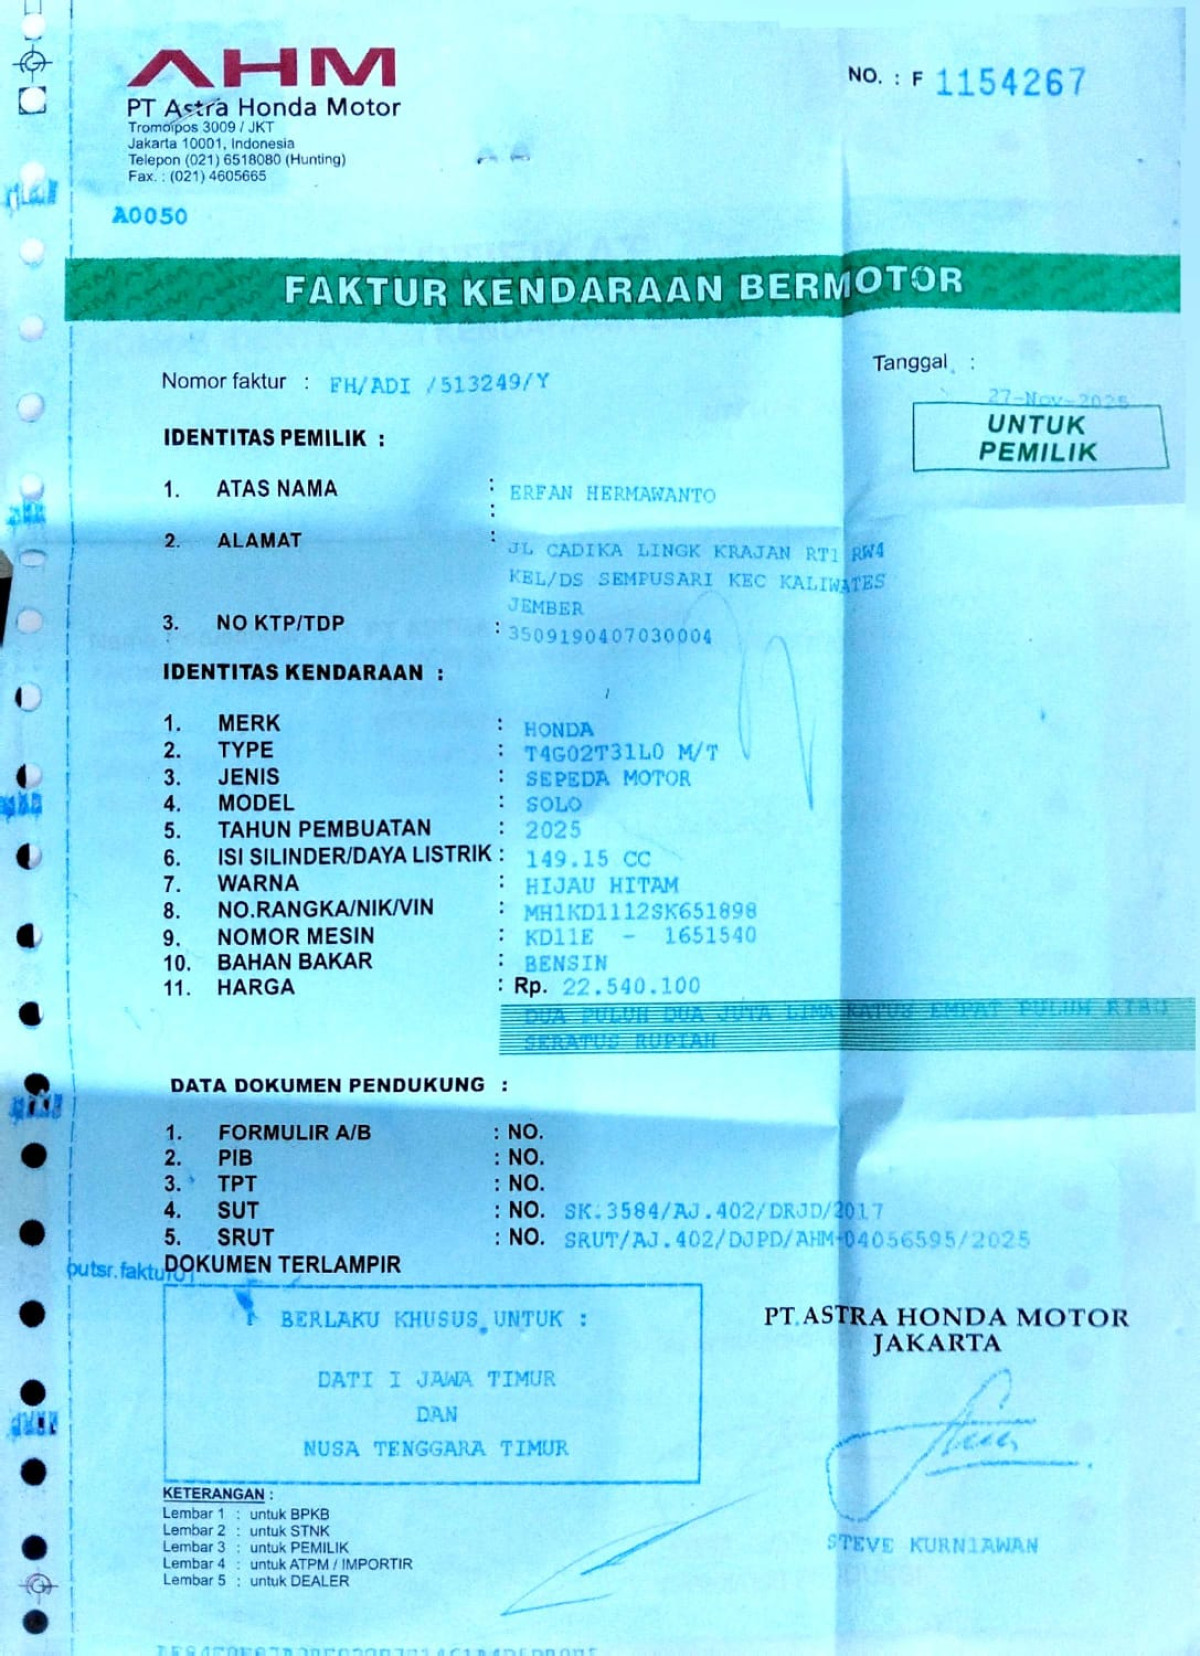 AHM
NO. : F 1154267
PT Astra Honda Motor
Tromolpos 3009 / JKT
Jakarta 10001, Indonesia
Telepon (021) 6518080 (Hunting)
Fax. : (021) 4605665
A0050
FAKTUR KENDARAAN BERMOTOR
Tanggal :
Nomor faktur : FH/ADI /513249/Y
27-Nov-2025
UNTUK
PEMILIK
IDENTITAS PEMILIK :
1. ATAS NAMA : ERFAN HERMAWANTO
:
2. ALAMAT : JL CADIKA LINGK KRAJAN RT1 RW4
KEL/DS SEMPUSARI KEC KALIWATES
JEMBER
3. NO KTP/TDP : 3509190407030004
IDENTITAS KENDARAAN :
1. MERK : HONDA
2. TYPE : T4G02T31L0 M/T
3. JENIS : SEPEDA MOTOR
4. MODEL : SOLO
5. TAHUN PEMBUATAN : 2025
6. ISI SILINDER/DAYA LISTRIK : 149.15 CC
7. WARNA : HIJAU HITAM
8. NO.RANGKA/NIK/VIN : MH1KD1112SK651898
9. NOMOR MESIN : KD11E - 1651540
10. BAHAN BAKAR : BENSIN
11. HARGA : Rp. 22.540.100
DUA PULUH DUA JUTA LIMA RATUS EMPAT PULUH RIBU
SERATUS RUPIAH
DATA DOKUMEN PENDUKUNG :
1. FORMULIR A/B : NO.
2. PIB : NO.
3. TPT : NO.
4. SUT : NO. SK.3584/AJ.402/DRJD/2017
5. SRUT : NO. SRUT/AJ.402/DJPD/AHM-04056595/2025
DOKUMEN TERLAMPIR
BERLAKU KHUSUS UNTUK :
DATI I JAWA TIMUR
DAN
NUSA TENGGARA TIMUR
PT ASTRA HONDA MOTOR
JAKARTA
STEVE KURNIAWAN
KETERANGAN :
Lembar 1 : untuk BPKB
Lembar 2 : untuk STNK
Lembar 3 : untuk PEMILIK
Lembar 4 : untuk ATPM / IMPORTIR
Lembar 5 : untuk DEALER